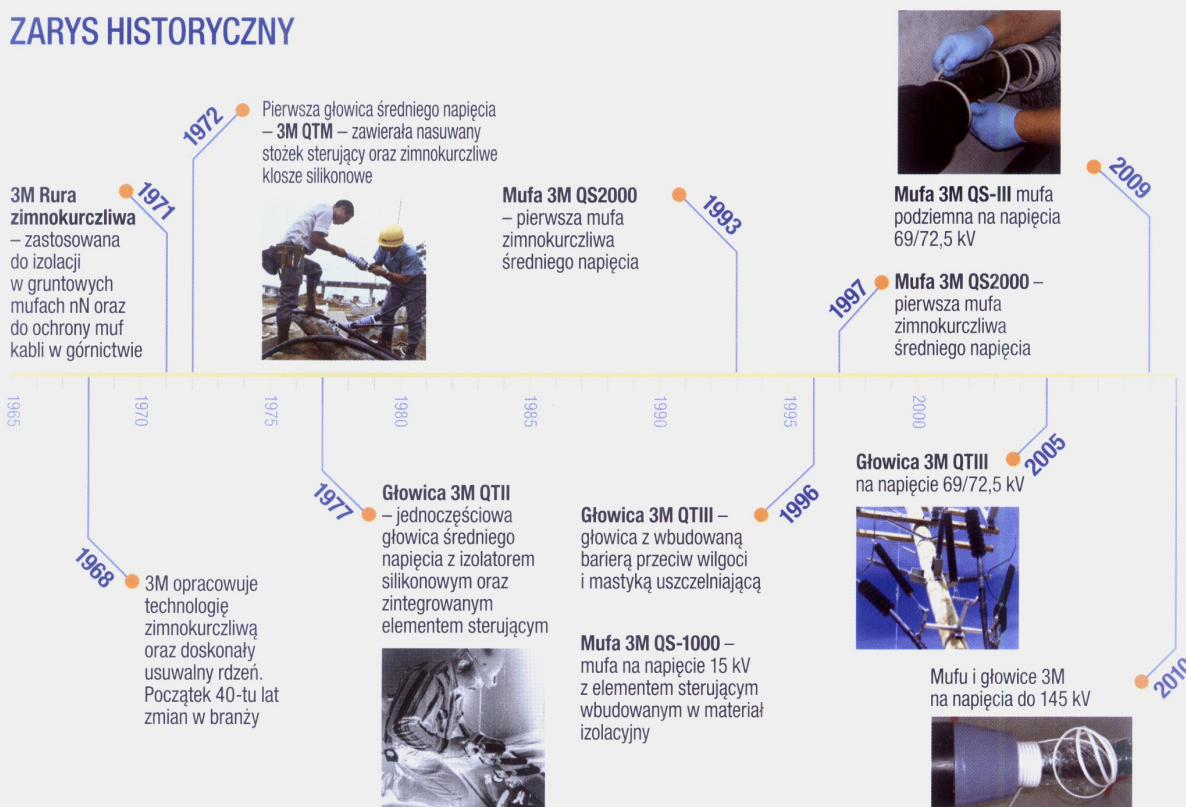 ZARYS HISTORYCZNY
1972
Pierwsza głowica średniego napięcia
– 3M QTM – zawierała nasuwany
stożek sterujący oraz zimnokurczliwe
klosze silikonowe
1971
3M Rura
zimnokurczliwa
– zastosowana
do izolacji
w gruntowych
mufach nN oraz
do ochrony muf
kabli w górnictwie
Mufa 3M QS2000
– pierwsza mufa
zimnokurczliwa
średniego napięcia
1993
Mufa 3M QS-III mufa
podziemna na napięcia
69/72,5 kV
2009
1997
Mufa 3M QS2000 –
pierwsza mufa
zimnokurczliwa
średniego napięcia
1965
1970
1975
1980
1985
1990
1995
2000
1968
3M opracowuje
technologię
zimnokurczliwą
oraz doskonały
usuwalny rdzeń.
Początek 40-tu lat
zmian w branży
1977
Głowica 3M QTII
– jednoczęściowa
głowica średniego
napięcia z izolatorem
silikonowym oraz
zintegrowanym
elementem sterującym
1996
Głowica 3M QTIII –
głowica z wbudowaną
barierą przeciw wilgoci
i mastyką uszczelniającą
Mufa 3M QS-1000 –
mufa na napięcie 15 kV
z elementem sterującym
wbudowanym w materiał
izolacyjny
2005
Głowica 3M QTIII
na napięcie 69/72,5 kV
2010
Mufu i głowice 3M
na napięcia do 145 kV